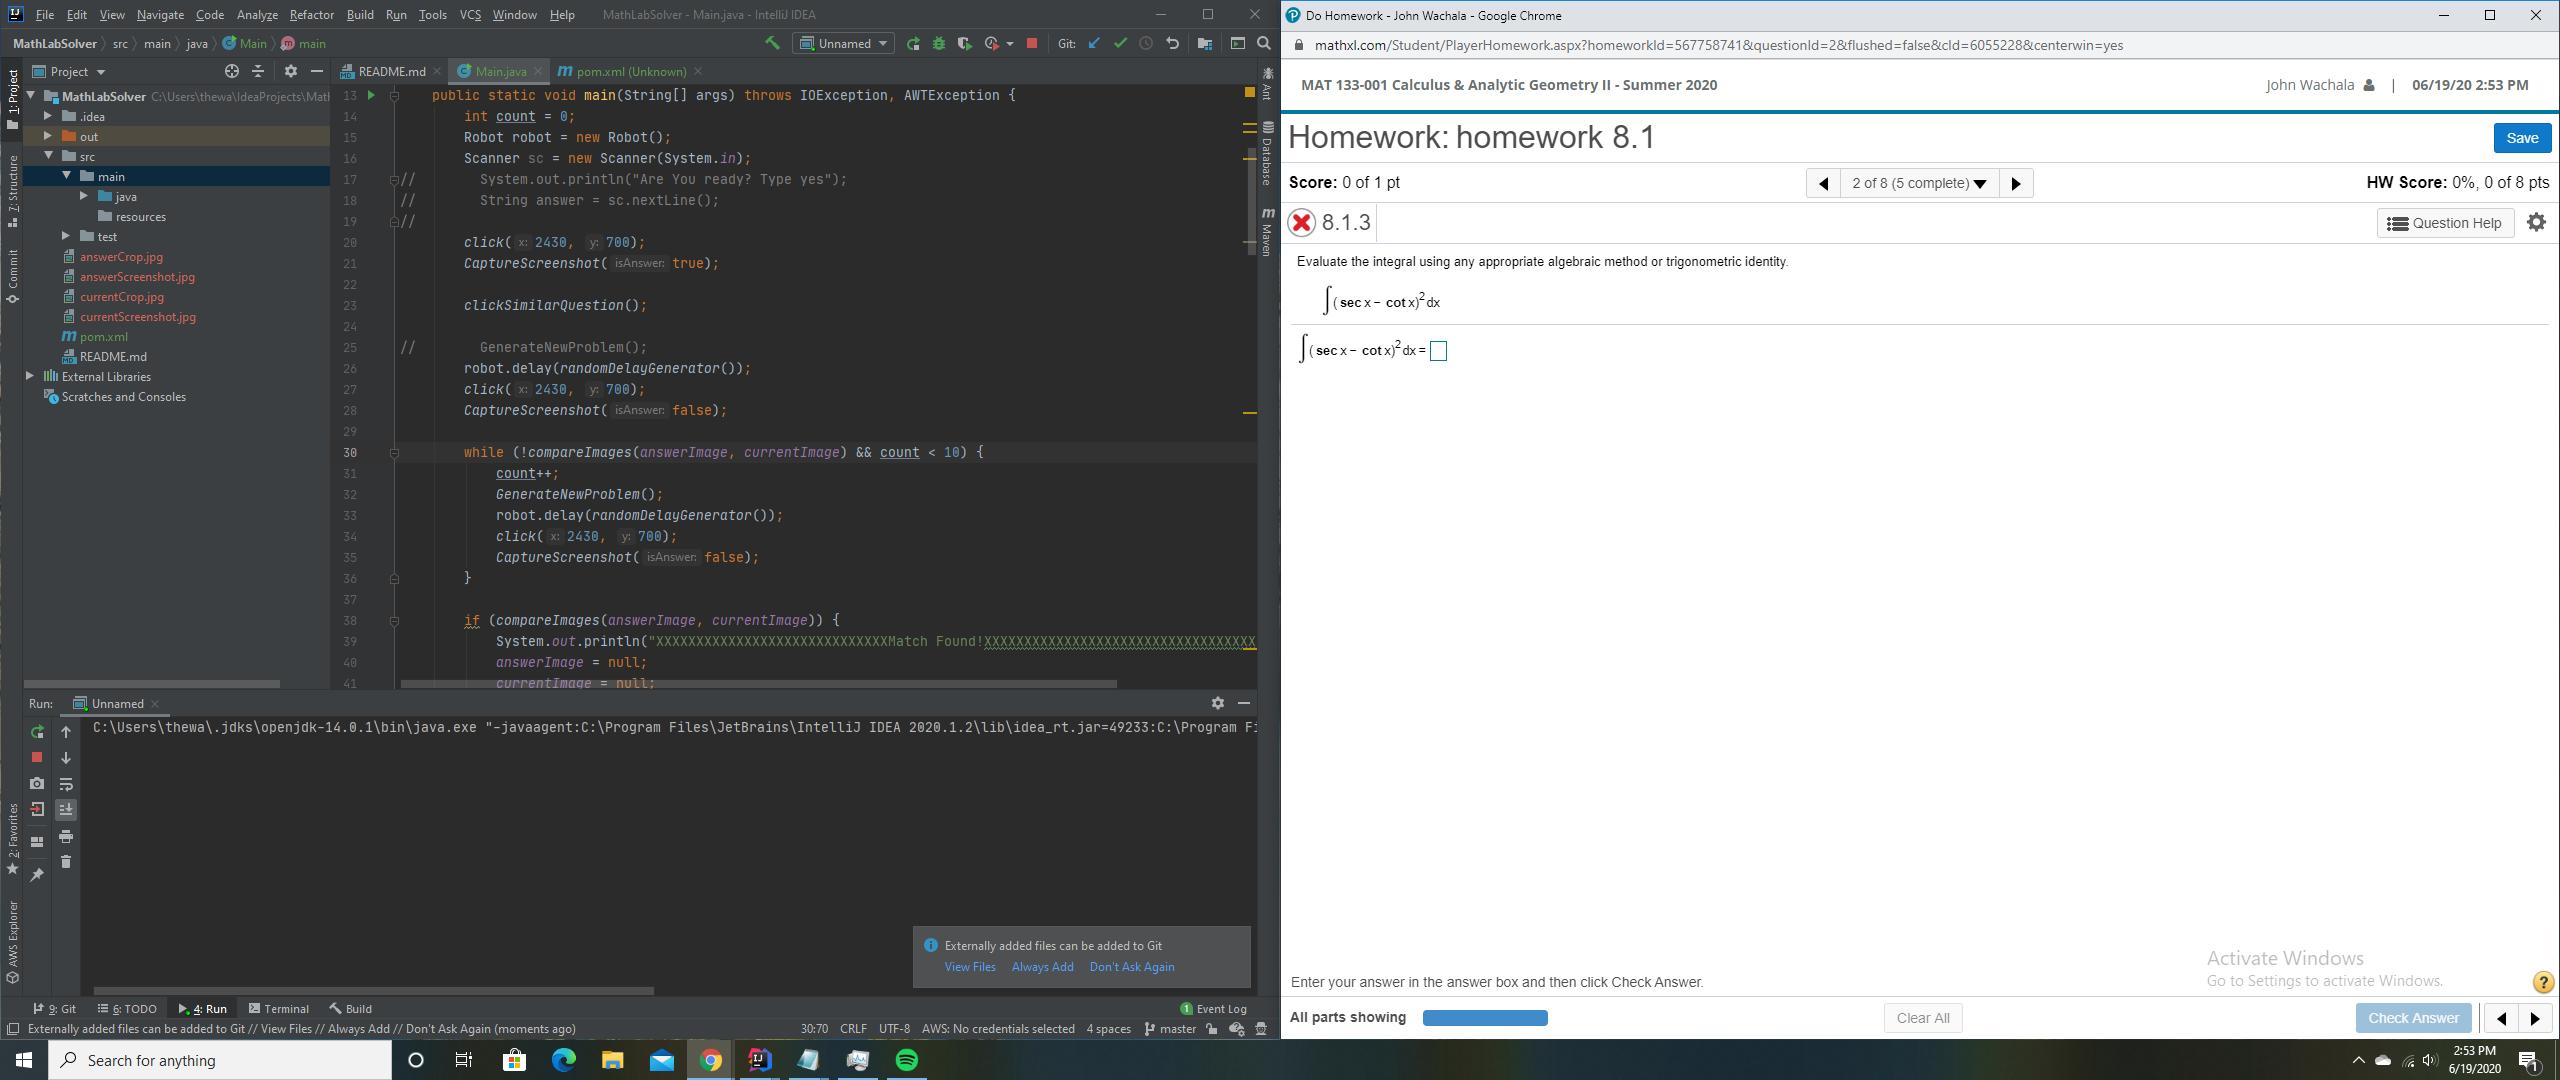 File Edit View Navigate Code Analyze Refactor Build Run Tools VCS Window Help MathLabSolver - Main.java - IntelliJ IDEA
MathLabSolver src main java Main main Unnamed Git:
Project
README.md Main.java pom.xml (Unknown)
1: Project
7: Structure
Commit
2: Favorites
AWS Explorer
MathLabSolver C:\Users\thewa\IdeaProjects\Mat
.idea
out
src
main
java
resources
test
answerCrop.jpg
answerScreenshot.jpg
currentCrop.jpg
currentScreenshot.jpg
pom.xml
README.md
External Libraries
Scratches and Consoles
13 public static void main(String[] args) throws IOException, AWTException {
14 int count = 0;
15 Robot robot = new Robot();
16 Scanner sc = new Scanner(System.in);
17 // System.out.println("Are You ready? Type yes");
18 // String answer = sc.nextLine();
19 //
20 click( x: 2430, y: 700);
21 CaptureScreenshot( isAnswer: true);
22
23 clickSimilarQuestion();
24
25 // GenerateNewProblem();
26 robot.delay(randomDelayGenerator());
27 click( x: 2430, y: 700);
28 CaptureScreenshot( isAnswer: false);
29
30 while (!compareImages(answerImage, currentImage) && count < 10) {
31 count++;
32 GenerateNewProblem();
33 robot.delay(randomDelayGenerator());
34 click( x: 2430, y: 700);
35 CaptureScreenshot( isAnswer: false);
36 }
37
38 if (compareImages(answerImage, currentImage)) {
39 System.out.println("XXXXXXXXXXXXXXXXXXXXXXXXXXXXXMatch Found!XXXXXXXXXXXXXXXXXXXXXXXXXXXXXXXXXX
40 answerImage = null;
41 currentImage = null;
Ant
Database
Maven
Run: Unnamed
C:\Users\thewa\.jdks\openjdk-14.0.1\bin\java.exe "-javaagent:C:\Program Files\JetBrains\IntelliJ IDEA 2020.1.2\lib\idea_rt.jar=49233:C:\Program Fi
Externally added files can be added to Git
View Files Always Add Don't Ask Again
9: Git 6: TODO 4: Run Terminal Build 1 Event Log
Externally added files can be added to Git // View Files // Always Add // Don't Ask Again (moments ago) 30:70 CRLF UTF-8 AWS: No credentials selected 4 spaces master
Do Homework - John Wachala - Google Chrome
mathxl.com/Student/PlayerHomework.aspx?homeworkId=567758741&questionId=2&flushed=false&cId=6055228&centerwin=yes
MAT 133-001 Calculus & Analytic Geometry II - Summer 2020 John Wachala | 06/19/20 2:53 PM
Homework: homework 8.1 Save
Score: 0 of 1 pt 2 of 8 (5 complete) HW Score: 0%, 0 of 8 pts
8.1.3 Question Help
Evaluate the integral using any appropriate algebraic method or trigonometric identity.
∫(sec x − cot x)² dx
∫(sec x − cot x)² dx =
Activate Windows
Go to Settings to activate Windows.
Enter your answer in the answer box and then click Check Answer.
?
All parts showing Clear All Check Answer
Search for anything
2:53 PM
6/19/2020
1